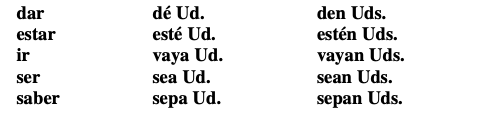 dar dé Ud. den Uds.
estar esté Ud. estén Uds.
ir vaya Ud. vayan Uds.
ser sea Ud. sean Uds.
saber sepa Ud. sepan Uds.